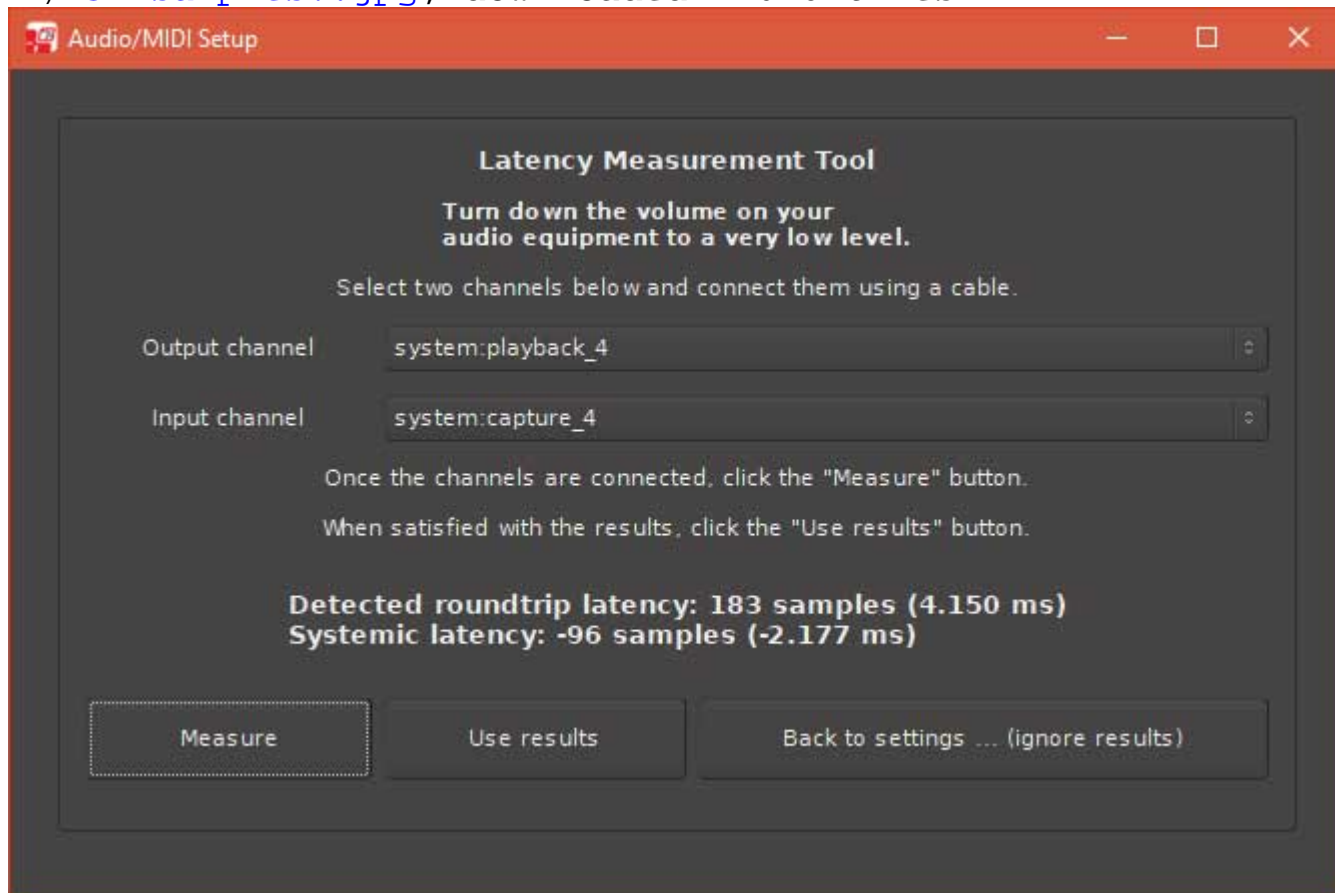 Audio/MIDI Setup
Latency Measurement Tool
Turn down the volume on your
audio equipment to a very low level.
Select two channels below and connect them using a cable.
Output channel system:playback_4
Input channel system:capture_4
Once the channels are connected, click the "Measure" button.
When satisfied with the results, click the "Use results" button.
Detected roundtrip latency: 183 samples (4.150 ms)
Systemic latency: -96 samples (-2.177 ms)
Measure Use results Back to settings ... (ignore results)